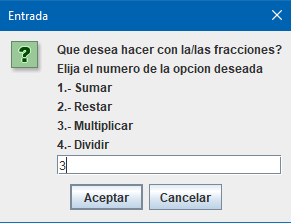 Entrada
Que desea hacer con la/las fracciones?
Elija el numero de la opcion deseada
1.- Sumar
2.- Restar
3.- Multiplicar
4.- Dividir
3
Aceptar Cancelar